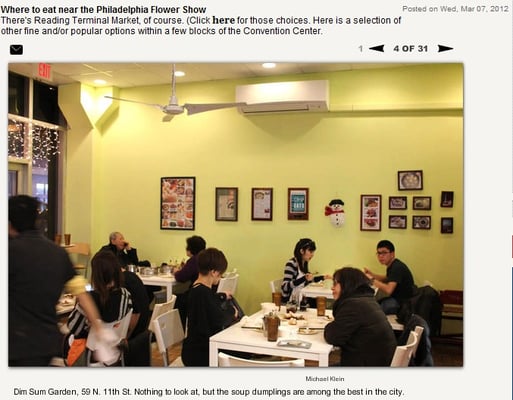 Where to eat near the Philadelphia Flower Show
Posted on Wed, Mar 07, 2012
There's Reading Terminal Market, of course. (Click here for those choices. Here is a selection of
other fine and/or popular options within a few blocks of the Convention Center.
1 4 OF 31
EXIT
Michael Klein
Dim Sum Garden, 59 N. 11th St. Nothing to look at, but the soup dumplings are among the best in the city.